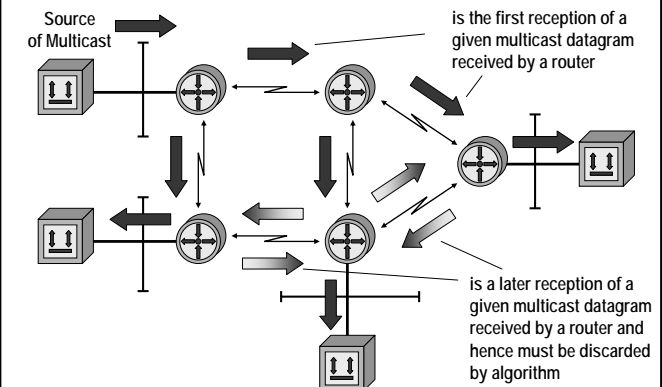 Source
of Multicast
is the first reception of a
given multicast datagram
received by a router
is a later reception of a
given multicast datagram
received by a router and
hence must be discarded
by algorithm